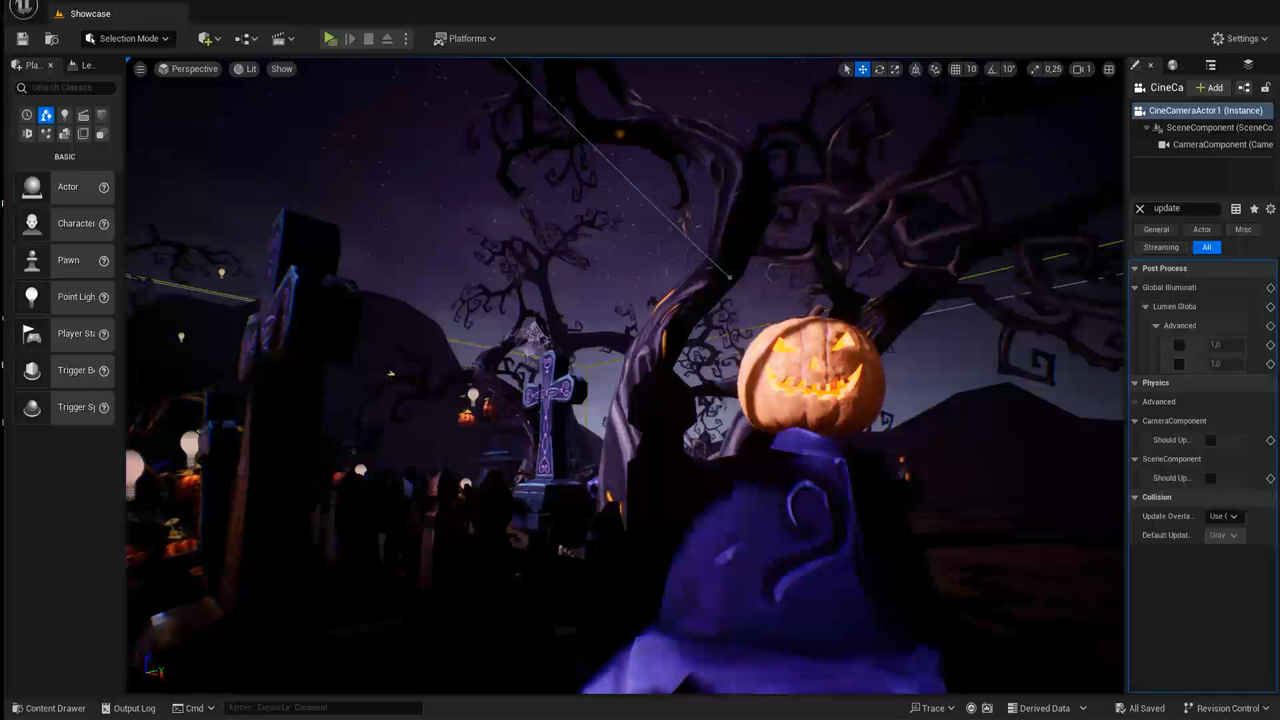 Showcase
Selection Mode
Platforms
Settings
Pla..
Le..
Perspective
Lit
Show
10
10°
0,25
1
CineCa
Add
Search Classes
CineCameraActor1 (Instance)
SceneComponent (SceneCo
CameraComponent (Came
BASIC
Actor
Character
Pawn
Point Ligh
Player Sta
Trigger B
Trigger Sp
update
General
Actor
Misc
Streaming
All
Post Process
Global Illuminati
Lumen Globa
Advanced
1,0
1,0
Physics
Advanced
CameraComponent
Should Up..
SceneComponent
Should Up..
Collision
Update Overla..
Use (
Default Updat..
Only
Content Drawer
Output Log
Cmd
Enter Console Command
Trace
Derived Data
All Saved
Revision Control